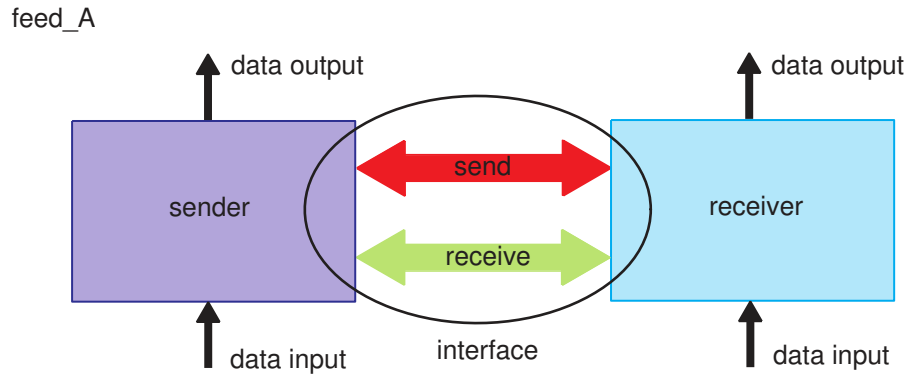 feed_A
data output
data output
send
sender
receiver
receive
interface
data input
data input